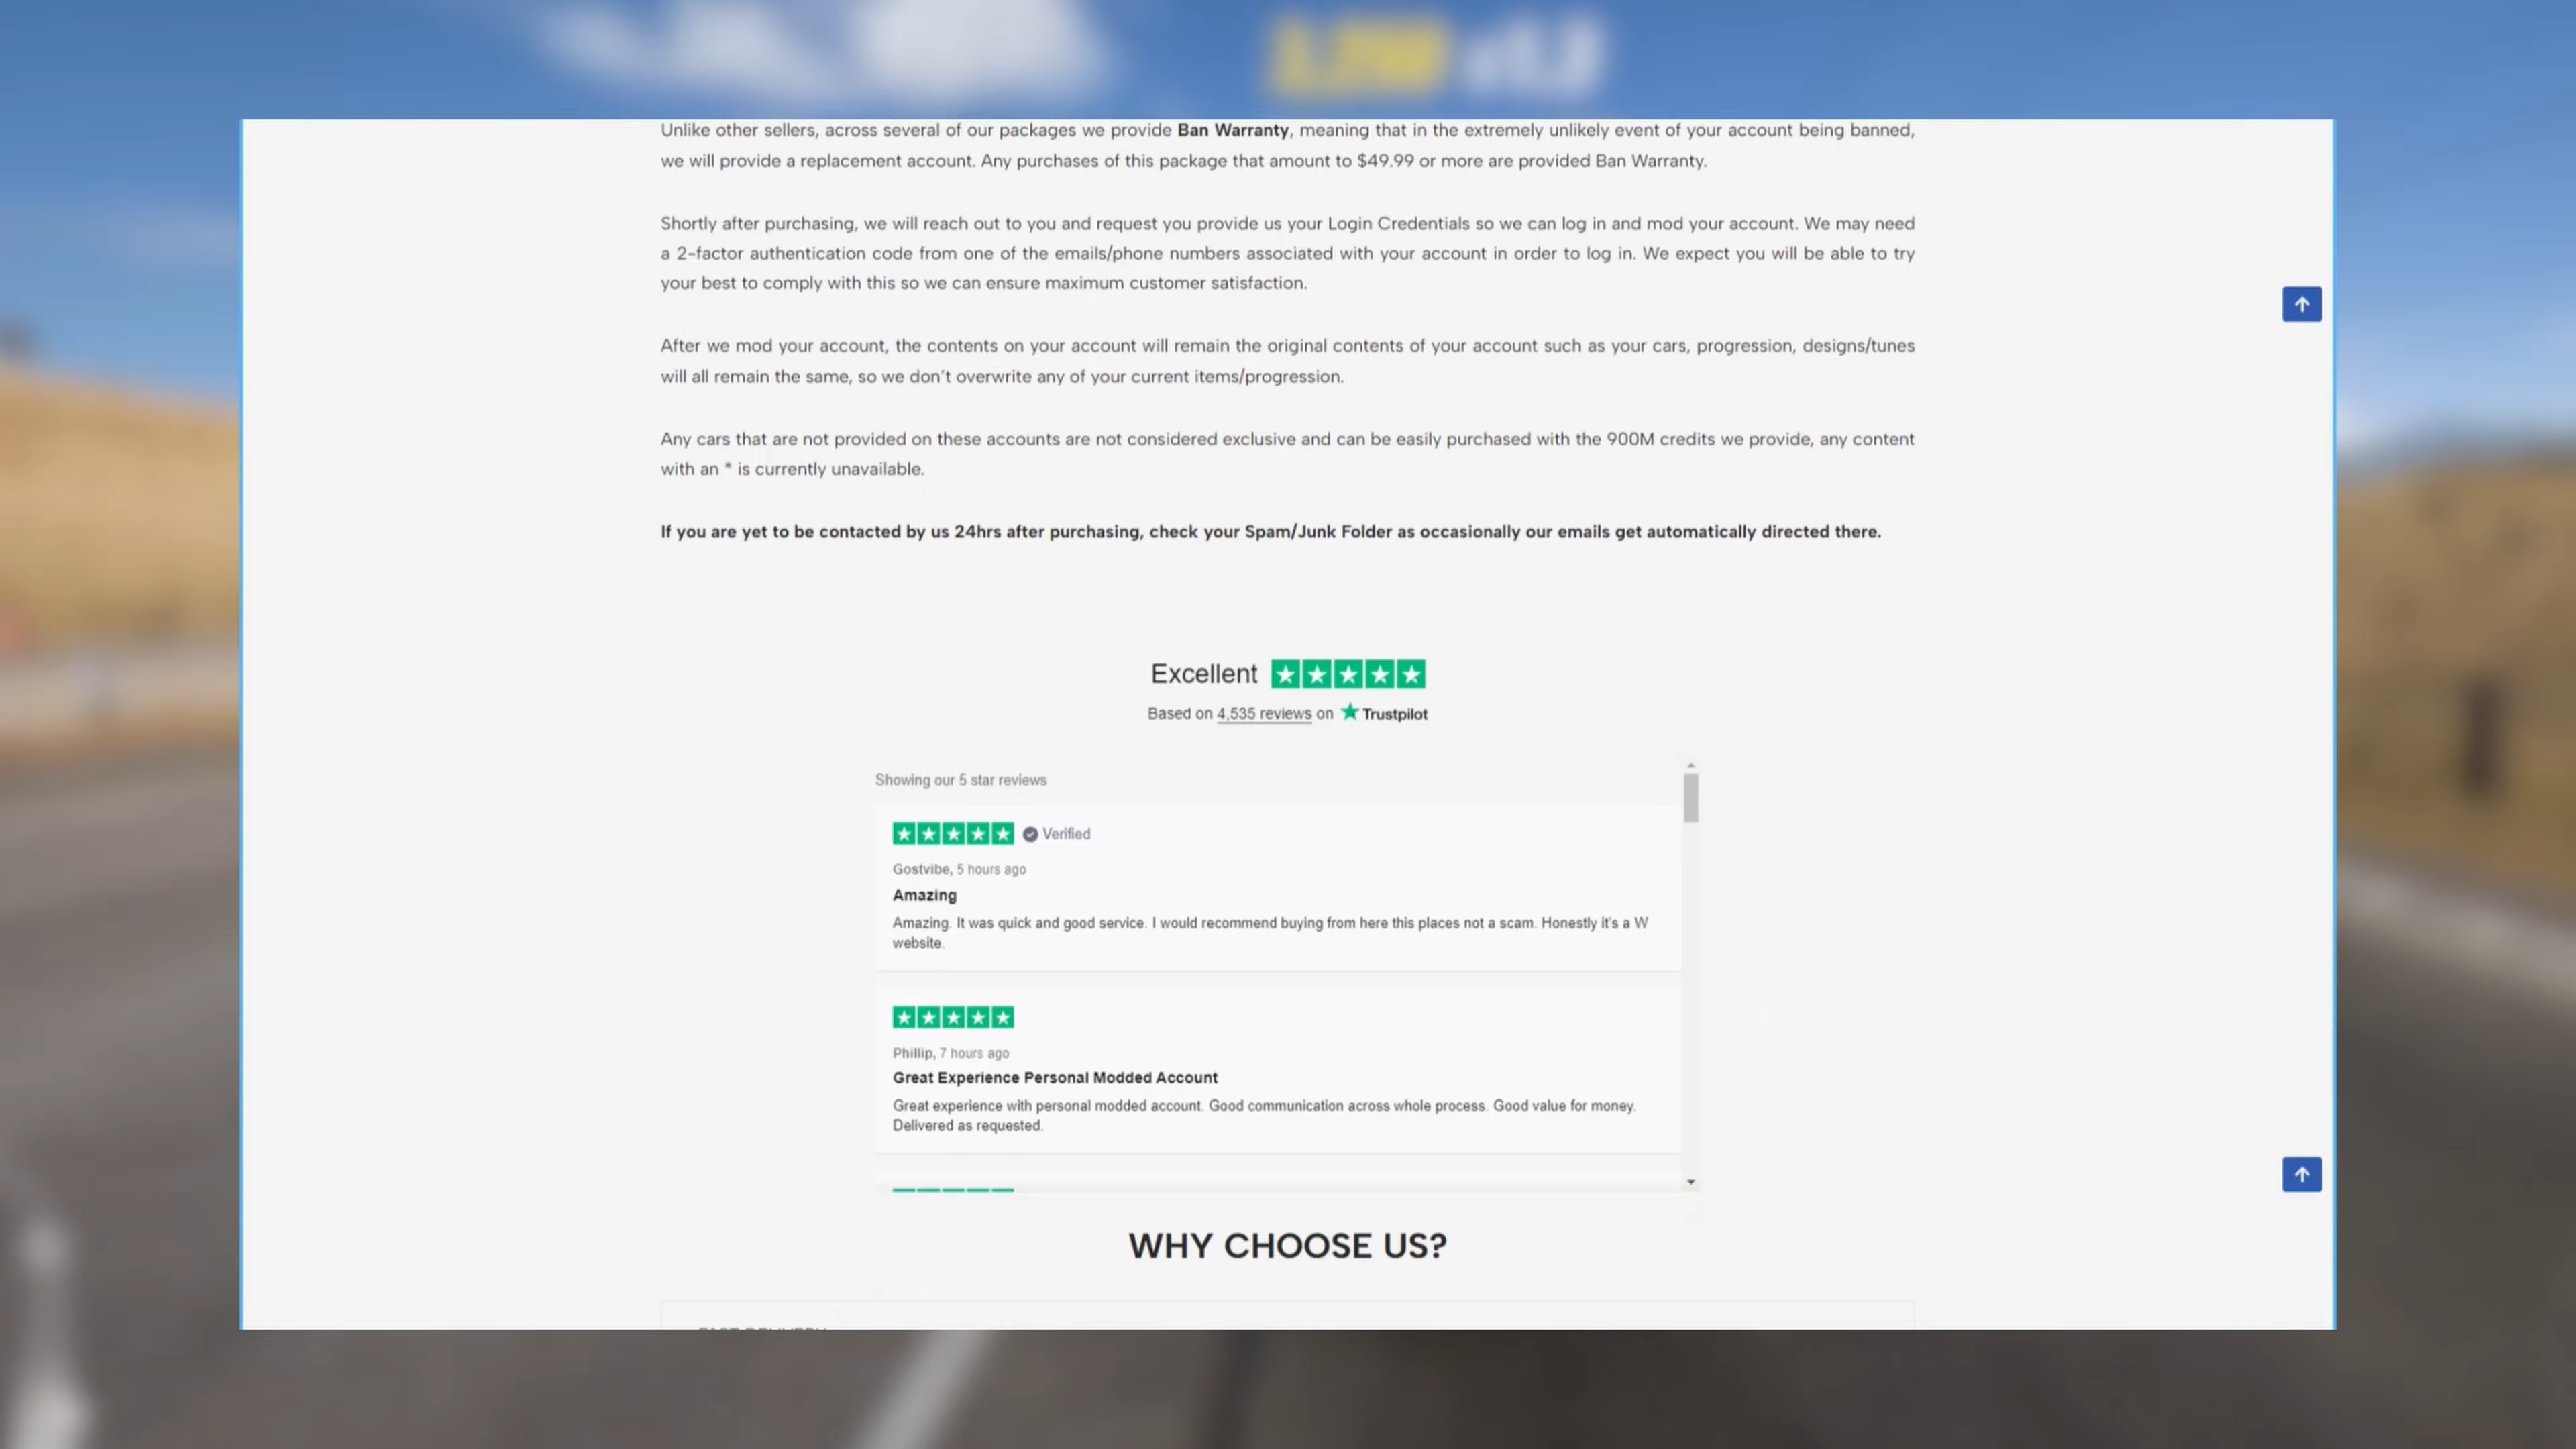 Unlike other sellers, across several of our packages we provide Ban Warranty, meaning that in the extremely unlikely event of your account being banned,
we will provide a replacement account. Any purchases of this package that amount to $49.99 or more are provided Ban Warranty.
Shortly after purchasing, we will reach out to you and request you provide us your Login Credentials so we can log in and mod your account. We may need
a 2-factor authentication code from one of the emails/phone numbers associated with your account in order to log in. We expect you will be able to try
your best to comply with this so we can ensure maximum customer satisfaction.
After we mod your account, the contents on your account will remain the original contents of your account such as your cars, progression, designs/tunes
will all remain the same, so we don't overwrite any of your current items/progression.
Any cars that are not provided on these accounts are not considered exclusive and can be easily purchased with the 900M credits we provide, any content
with an * is currently unavailable.
If you are yet to be contacted by us 24hrs after purchasing, check your Spam/Junk Folder as occasionally our emails get automatically directed there.
Excellent
Based on 4,535 reviews on Trustpilot
Showing our 5 star reviews
Verified
Gostvibe, 5 hours ago
Amazing
Amazing. It was quick and good service. I would recommend buying from here this places not a scam. Honestly it's a W
website.
Phillip, 7 hours ago
Great Experience Personal Modded Account
Great experience with personal modded account. Good communication across whole process. Good value for money.
Delivered as requested.
WHY CHOOSE US?